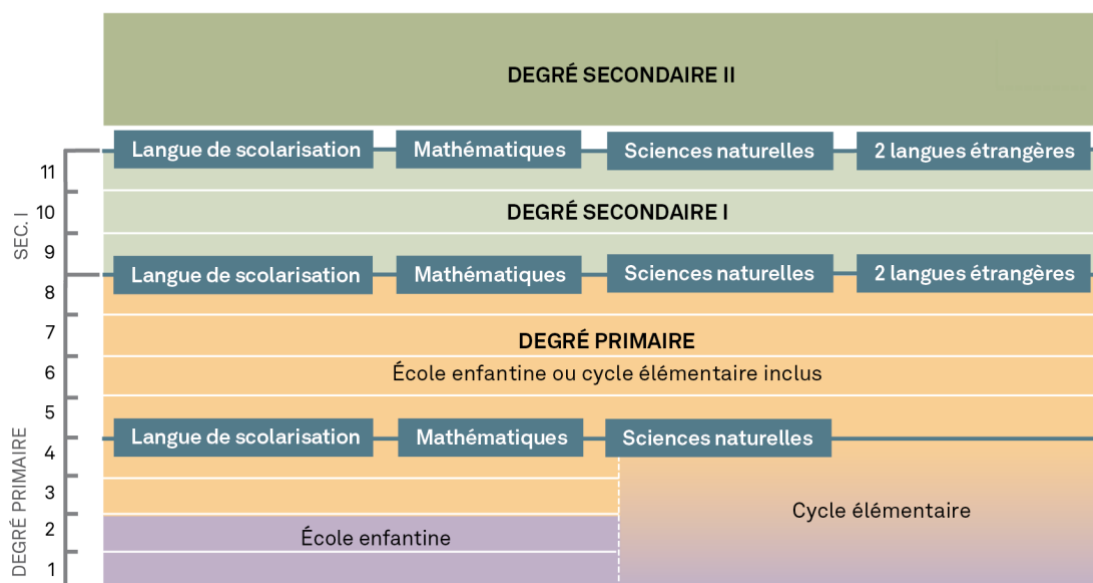 DEGRÉ SECONDAIRE II
Langue de scolarisation Mathématiques Sciences naturelles 2 langues étrangères
11
SEC. I 10 DEGRÉ SECONDAIRE I
9
Langue de scolarisation Mathématiques Sciences naturelles 2 langues étrangères
8
7 DEGRÉ PRIMAIRE
6 École enfantine ou cycle élémentaire inclus
5
Langue de scolarisation Mathématiques Sciences naturelles
4
DEGRÉ PRIMAIRE
3
Cycle élémentaire
2 École enfantine
1